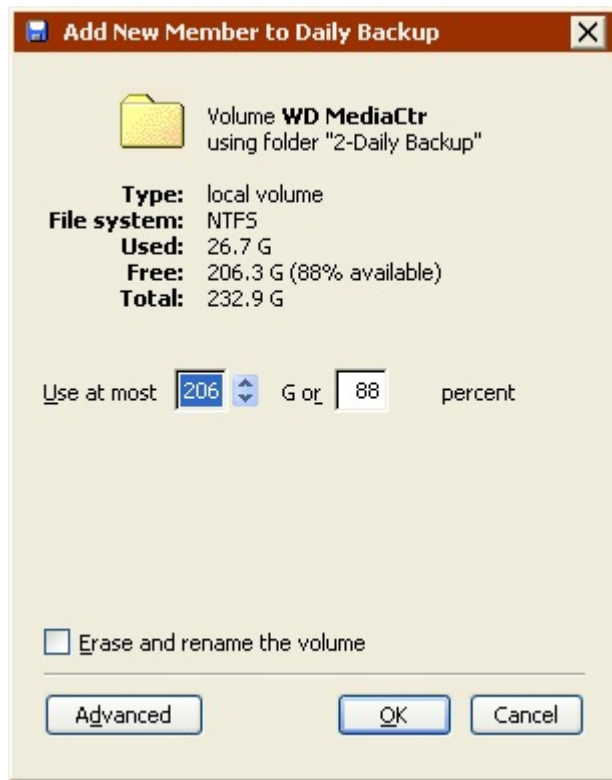 Add New Member to Daily Backup
Volume WD MediaCtr
using folder "2-Daily Backup"
Type: local volume
File system: NTFS
Used: 26.7 G
Free: 206.3 G (88% available)
Total: 232.9 G
Use at most 206 G or 88 percent
Erase and rename the volume
Advanced OK Cancel